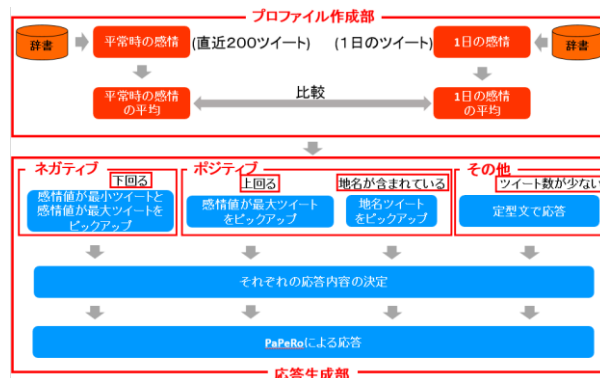 プロファイル作成部
辞書
平常時の感情
(直近200ツイート)
(1日のツイート)
1日の感情
辞書
平常時の感情
の平均
比較
1日の感情
の平均
ネガティブ
ポジティブ
その他
下回る
上回る
地名が含まれている
ツイート数が少ない
感情値が最小ツイートと
感情値が最大ツイートを
ピックアップ
感情値が最大ツイート
をピックアップ
地名ツイート
をピックアップ
定型文で応答
それぞれの応答内容の決定
PaPeRoによる応答
応答生成部